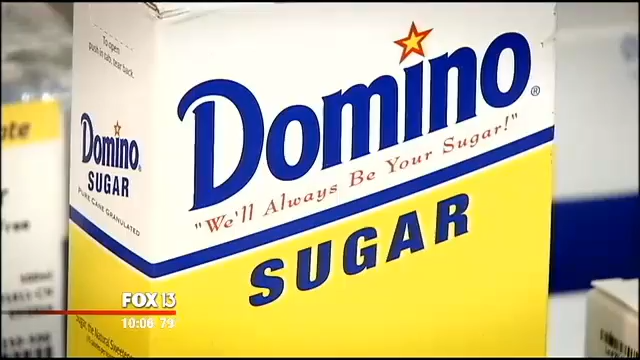 To open
push in tab, tear back.
Domino®
"We'll Always Be Your Sugar!"
SUGAR
Domino
SUGAR
PURE CANE GRANULATED
FOX 13
10:06 79